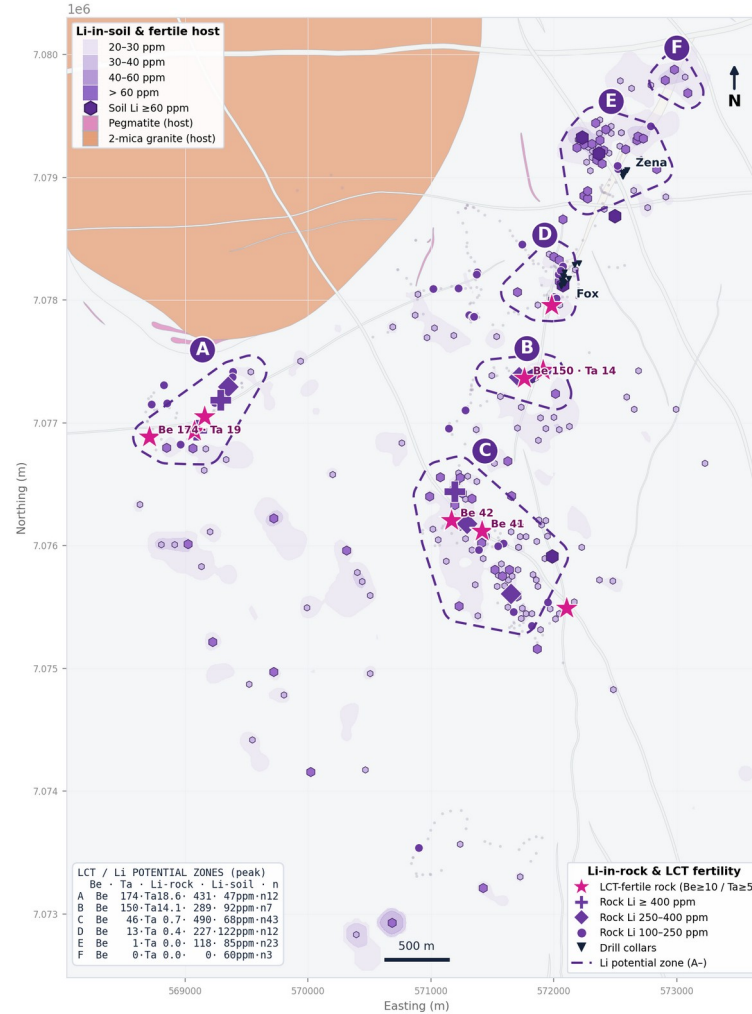 1e6
Li-in-soil & fertile host
20–30 ppm
30–40 ppm
40–60 ppm
> 60 ppm
Soil Li ≥60 ppm
Pegmatite (host)
2-mica granite (host)
F
N
E
Zena
D
Fox
B
Be 150 · Ta 14
A
Be 174 · Ta 19
C
Be 42
Be 41
7.080
7.079
7.078
7.077
7.076
7.075
7.074
7.073
Northing (m)
LCT / Li POTENTIAL ZONES (peak)
Be · Ta · Li-rock · Li-soil · n
A Be 174·Ta18.6· 431· 47ppm·n12
B Be 150·Ta14.1· 289· 92ppm·n7
C Be 46·Ta 0.7· 490· 68ppm·n43
D Be 13·Ta 0.4· 227·122ppm·n12
E Be 1·Ta 0.0· 118· 85ppm·n23
F Be 0·Ta 0.0· 0· 60ppm·n3
500 m
Li-in-rock & LCT fertility
LCT-fertile rock (Be≥10 / Ta≥5
Rock Li ≥ 400 ppm
Rock Li 250–400 ppm
Rock Li 100–250 ppm
Drill collars
Li potential zone (A–)
569000
570000
571000
572000
573000
Easting (m)